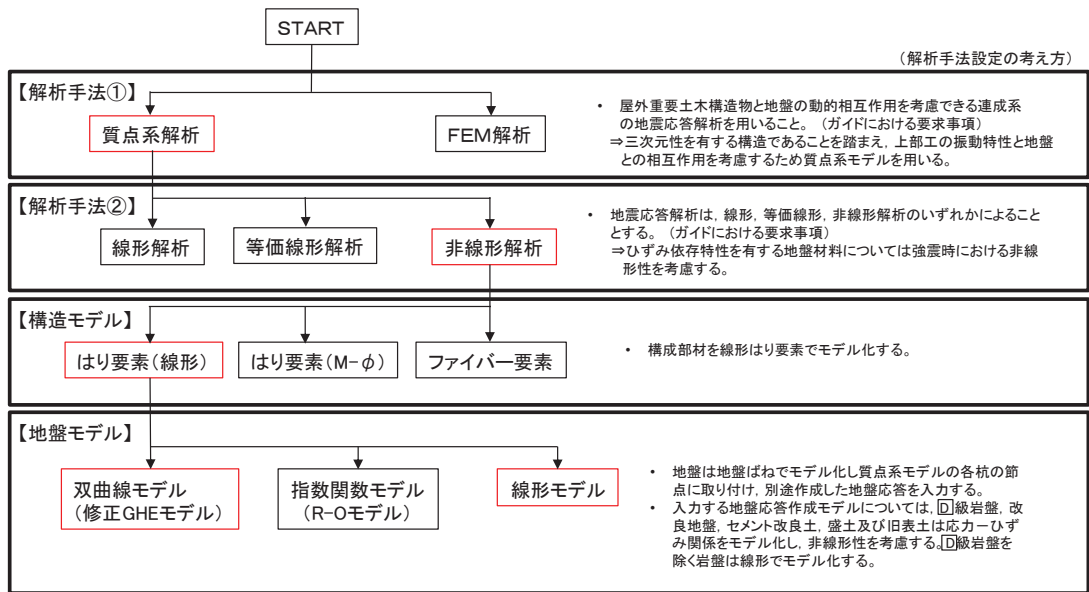 START
(解析手法設定の考え方)
【解析手法①】
質点系解析
FEM解析
・ 屋外重要土木構造物と地盤の動的相互作用を考慮できる連成系
の地震応答解析を用いること。(ガイドにおける要求事項)
⇒三次元性を有する構造であることを踏まえ,上部工の振動特性と地盤
との相互作用を考慮するため質点系モデルを用いる。
【解析手法②】
線形解析
等価線形解析
非線形解析
・ 地震応答解析は,線形,等価線形,非線形解析のいずれかによること
とする。(ガイドにおける要求事項)
⇒ひずみ依存特性を有する地盤材料については強震時における非線
形性を考慮する。
【構造モデル】
はり要素(線形)
はり要素(M-φ)
ファイバー要素
・ 構成部材を線形はり要素でモデル化する。
【地盤モデル】
双曲線モデル
(修正GHEモデル)
指数関数モデル
(R-Oモデル)
線形モデル
・ 地盤は地盤ばねでモデル化し質点系モデルの各杭の節
点に取り付け,別途作成した地盤応答を入力する。
・ 入力する地盤応答作成モデルについては,D級岩盤,改
良地盤,セメント改良土,盛土及び旧表土は応力ーひず
み関係をモデル化し,非線形性を考慮する。D級岩盤を
除く岩盤は線形でモデル化する。